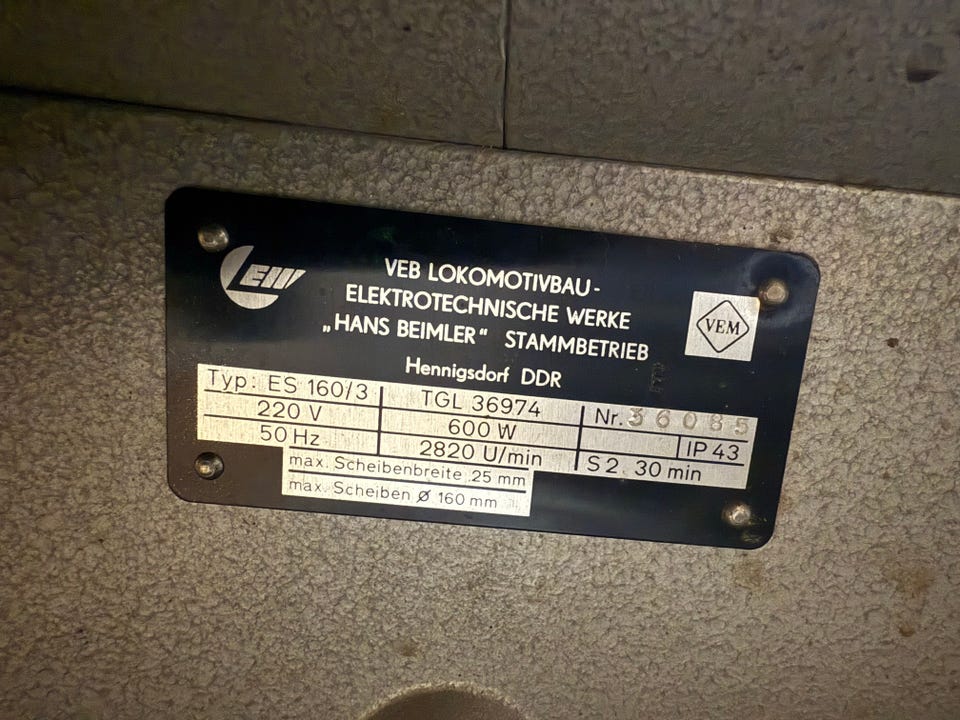 LEW
VEB LOKOMOTIVBAU-
ELEKTROTECHNISCHE WERKE
„HANS BEIMLER“ STAMMBETRIEB
Hennigsdorf DDR
VEM
Typ: ES 160/3 TGL 36974 Nr. 36085
220 V 600 W IP 43
50 Hz 2820 U/min S 2. 30 min
max. Scheibenbreite 25 mm
max. Scheiben Ø 160 mm